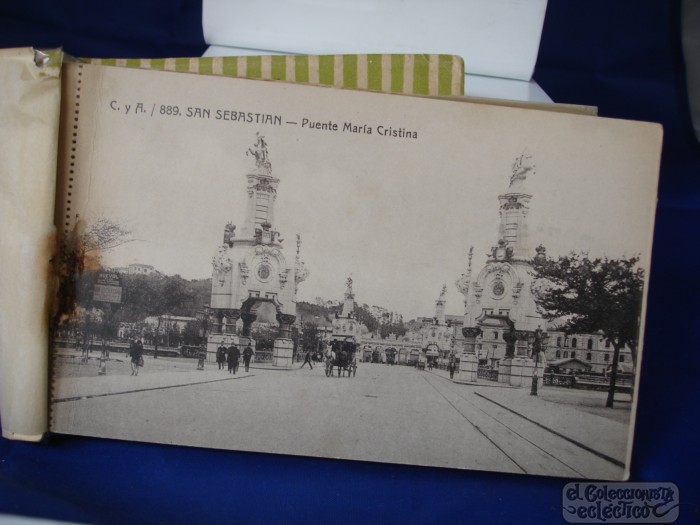 C. y A. / 889. SAN SEBASTIAN — Puente María Cristina
el Coleccionista
ecléctico